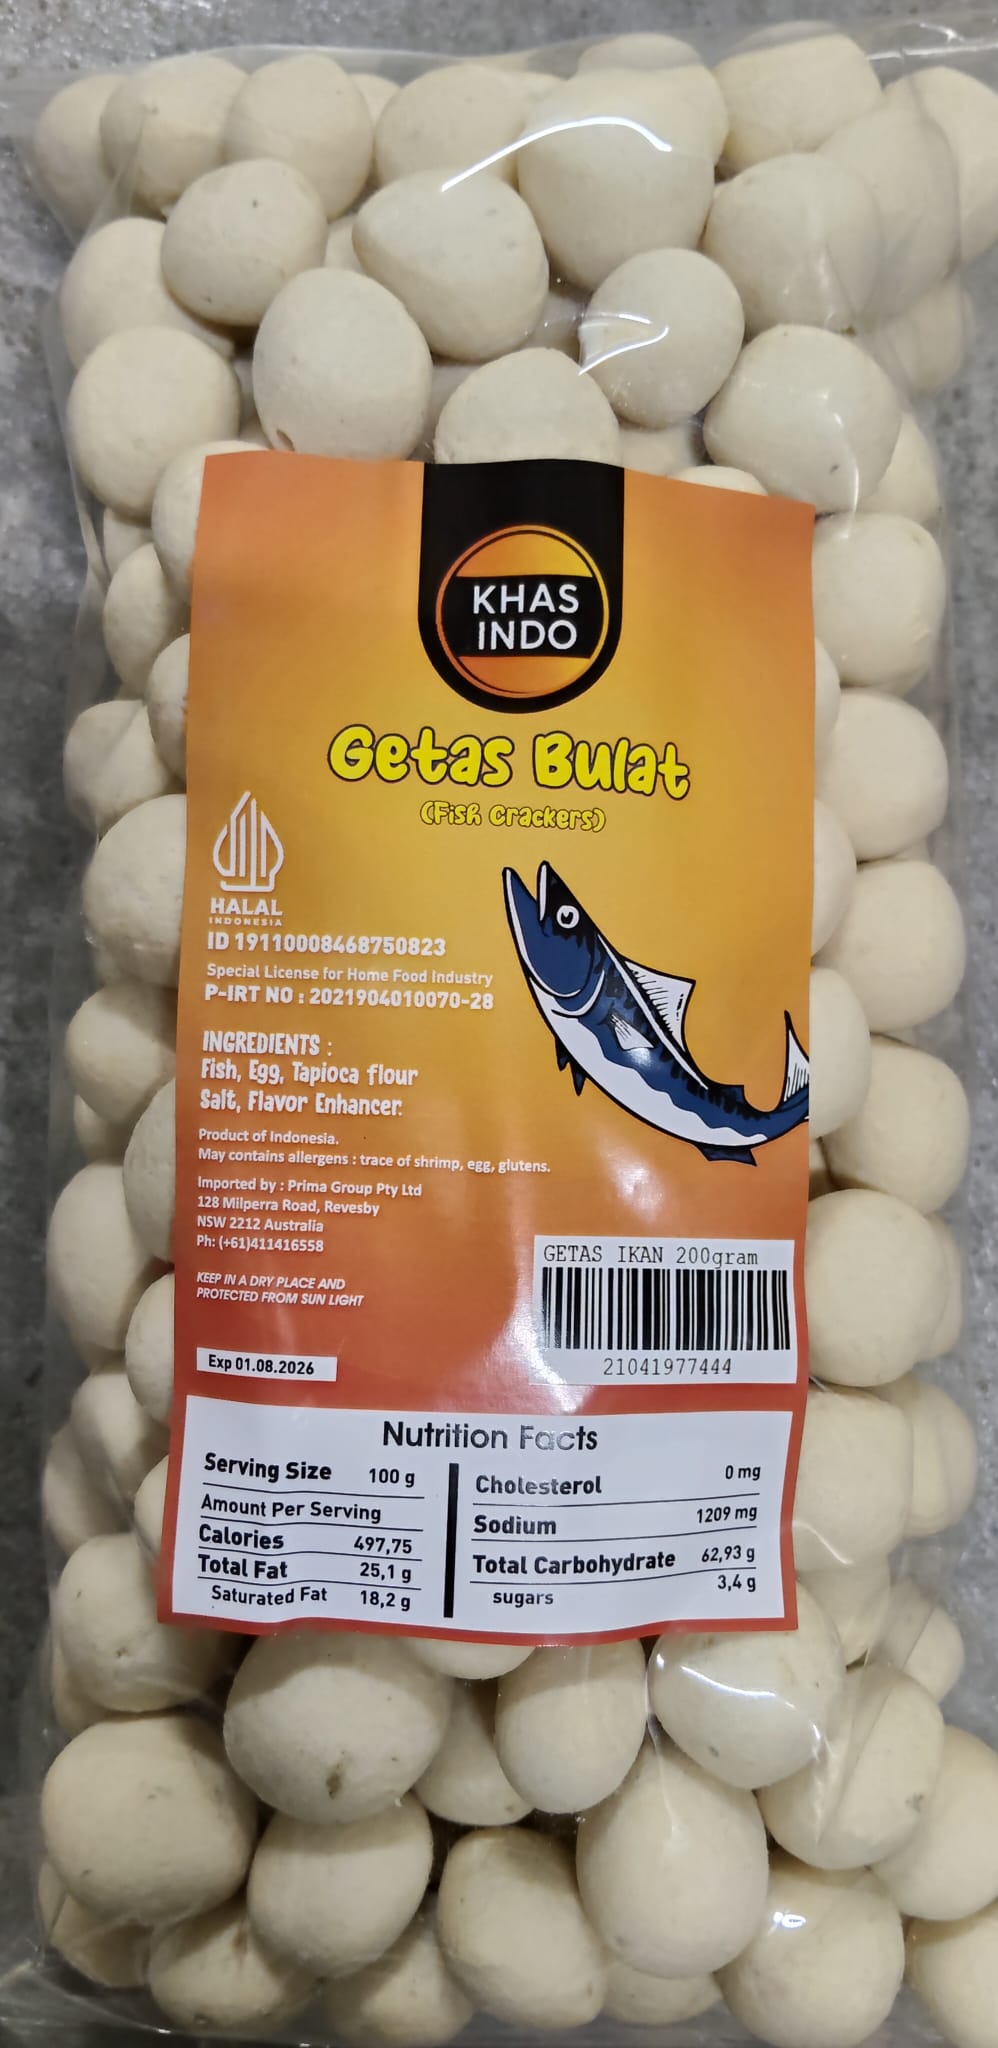 KHAS
INDO
Getas Bulat
(Fish Crackers)
HALAL
INDONESIA
ID 19110008468750823
Special License for Home Food Industry
P-IRT NO : 2021904010070-28
INGREDIENTS :
Fish, Egg, Tapioca flour
Salt, Flavor Enhancer.
Product of Indonesia.
May contains allergens : trace of shrimp, egg, glutens.
Imported by : Prima Group Pty Ltd
128 Milperra Road, Revesby
NSW 2212 Australia
Ph: (+61)411416558
KEEP IN A DRY PLACE AND
PROTECTED FROM SUN LIGHT
Exp 01.08.2026
GETAS IKAN 200gram
21041977444
Nutrition Facts
Serving Size 100 g
Amount Per Serving
Calories 497,75
Total Fat 25,1 g
Saturated Fat 18,2 g
Cholesterol 0 mg
Sodium 1209 mg
Total Carbohydrate 62,93 g
sugars 3,4 g